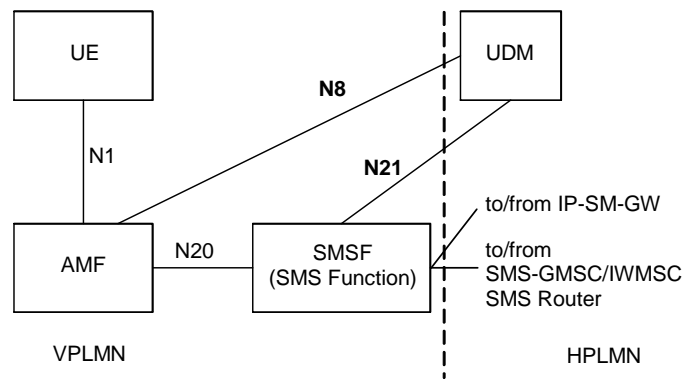 UE
UDM
N8
N1
N21
to/from IP-SM-GW
AMF
N20
SMSF
(SMS Function)
to/from
SMS-GMSC/IWMSC
SMS Router
VPLMN
HPLMN